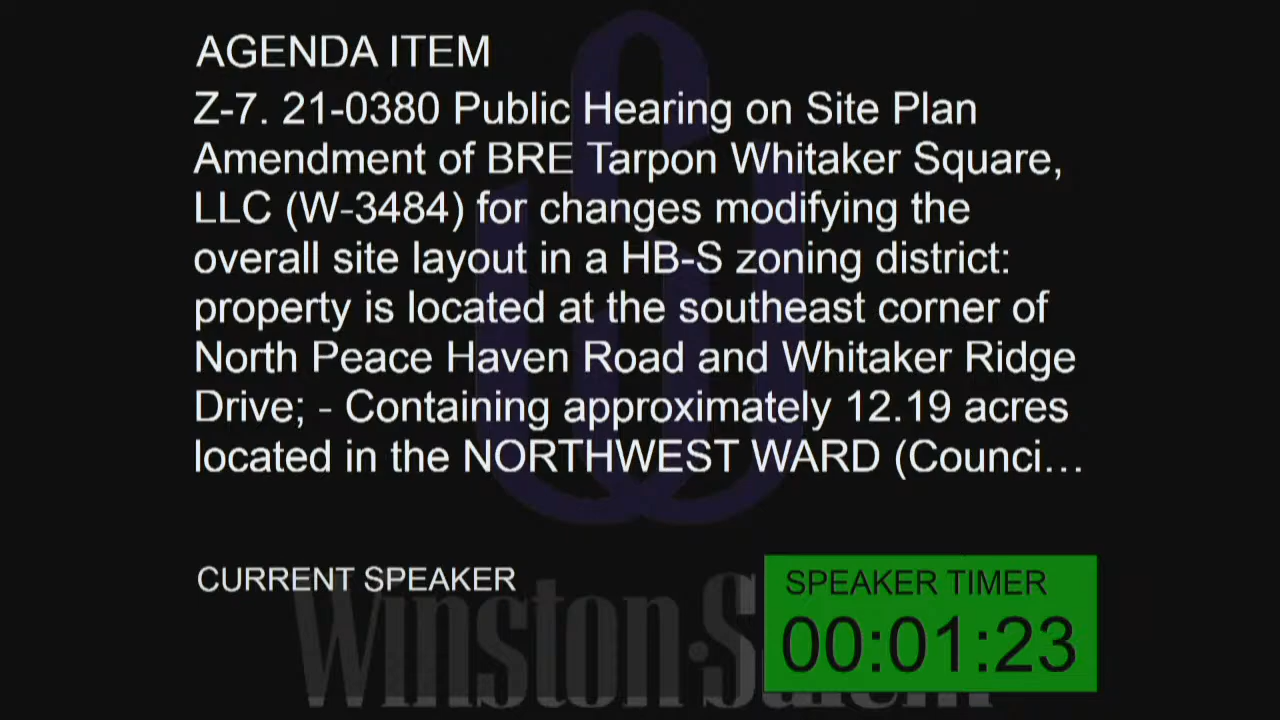 AGENDA ITEM
Z-7. 21-0380 Public Hearing on Site Plan
Amendment of BRE Tarpon Whitaker Square,
LLC (W-3484) for changes modifying the
overall site layout in a HB-S zoning district:
property is located at the southeast corner of
North Peace Haven Road and Whitaker Ridge
Drive; - Containing approximately 12.19 acres
located in the NORTHWEST WARD (Counci…
CURRENT SPEAKER
SPEAKER TIMER
00:01:23
Winston·Salem